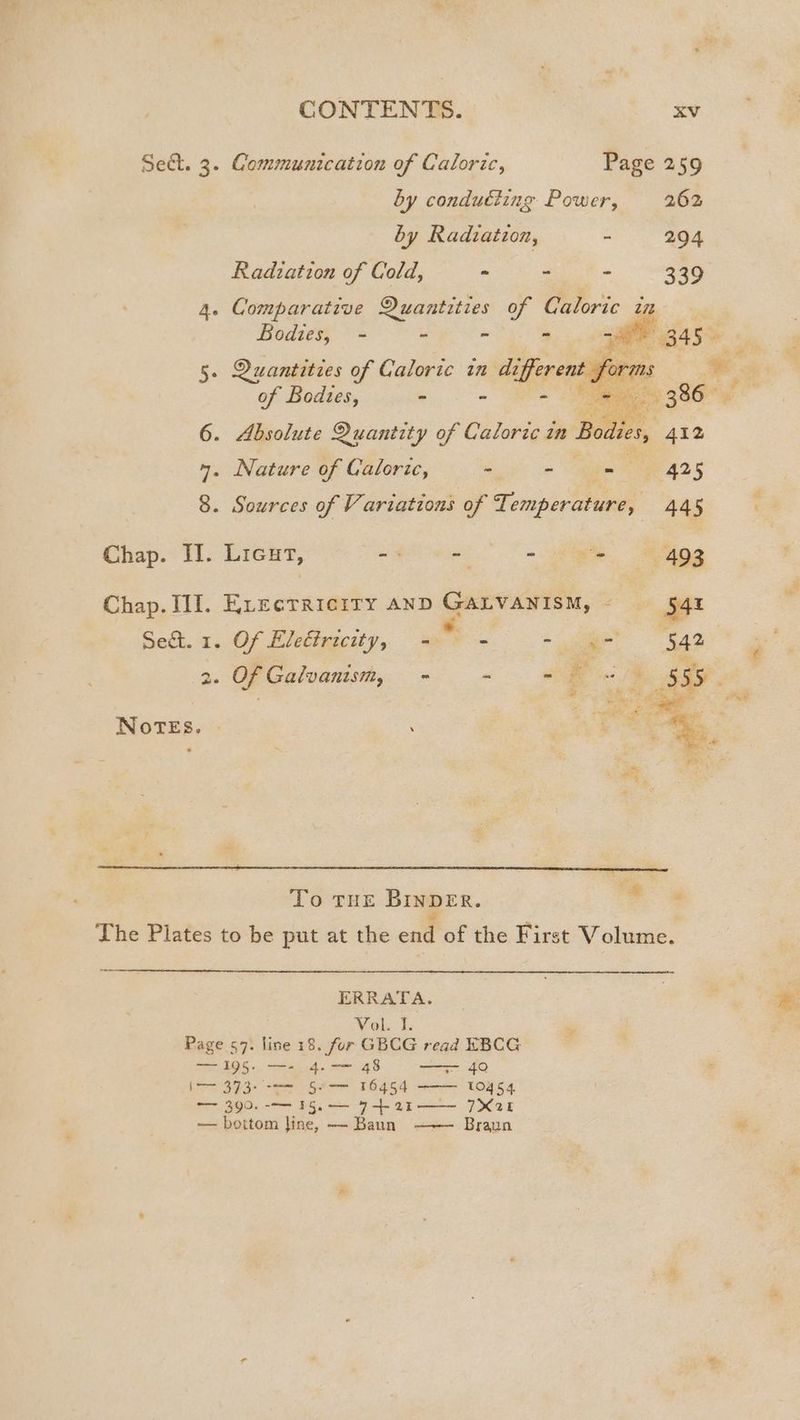 CONTENTS. xv
Sect. 3. Communication of Caloric, Page 259
by conducting Power, 262
by Radiation, - 294
Radiation of Cold, - - - 339
4. Comparative Quantities of Caloric in
Bodies, - - - - - 345
5. Quantities of Caloric in different forms
of Bodies, - - - - 386
6. Absolute Quantity of Caloric in Bodies, 412
7. Nature of Caloric, - - - 425
8. Sources of Variations of Temperature, 445
Chap. II. LIGHT, - - - - 493
Chap. III. ELECTRICITY AND GALVANISM, - 541
Sect. 1. Of Electricity, - - - - 542
2. Of Galvanism, - - - - 555
NOTES.
TO THE BINDER.
The Plates to be put at the end of the First Volume.
ERRATA.
Vol. I.
Page 57. line 18. for GBCG read EBCG
— 195. —- 4. — 48 —— 40
— 373. -— 5. — 16454 —— 10454
— 390. -— 15. — 7+21 —— 7×21
— bottom line, — Baun —— Braun